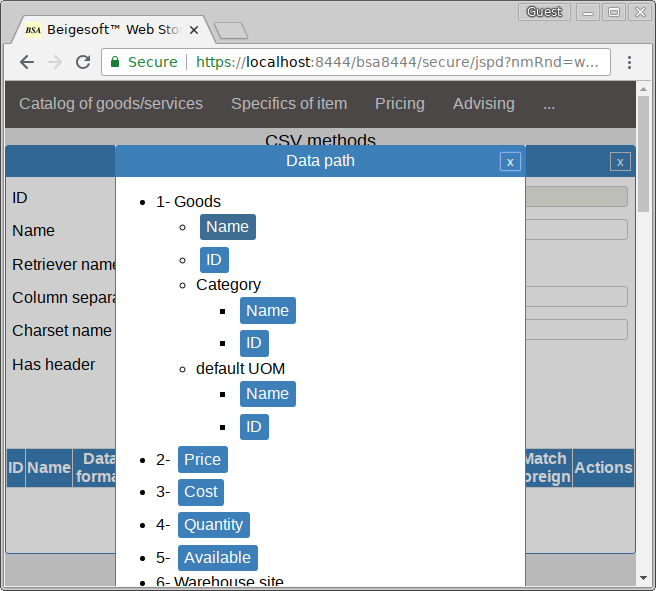 Guest
BSA Beigesoft™ Web Sto
Secure https://localhost:8444/bsa8444/secure/jspd?nmRnd=w...
Catalog of goods/services Specifics of item Pricing Advising ...
CSV methods
Data path x
x
ID
Name
Retriever name
Column separa
Charset name
Has header
1- Goods
Name
ID
Category
Name
ID
default UOM
Name
ID
2- Price
3- Cost
4- Quantity
5- Available
6- Warehouse site
ID Name Data Match Actions
forma oreign